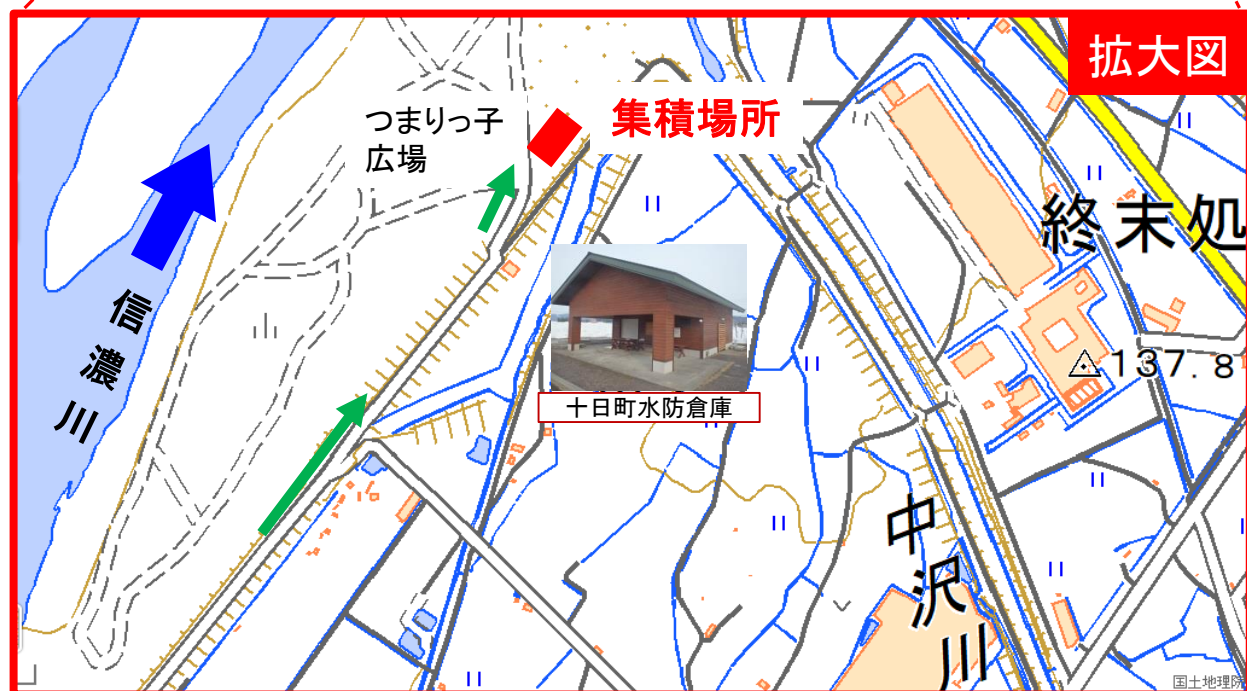 拡大図
つまりっ子
広場
集積場所
終末処
信濃川
十日町水防倉庫
137.8
中沢川
国土地理院